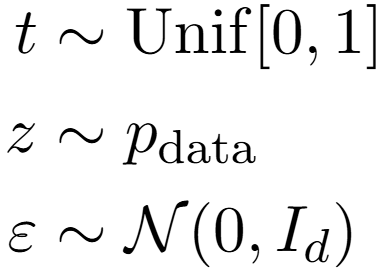 t ∼ Unif[0, 1]
z ∼ p_data
ε ∼ 𝒩(0, I_d)